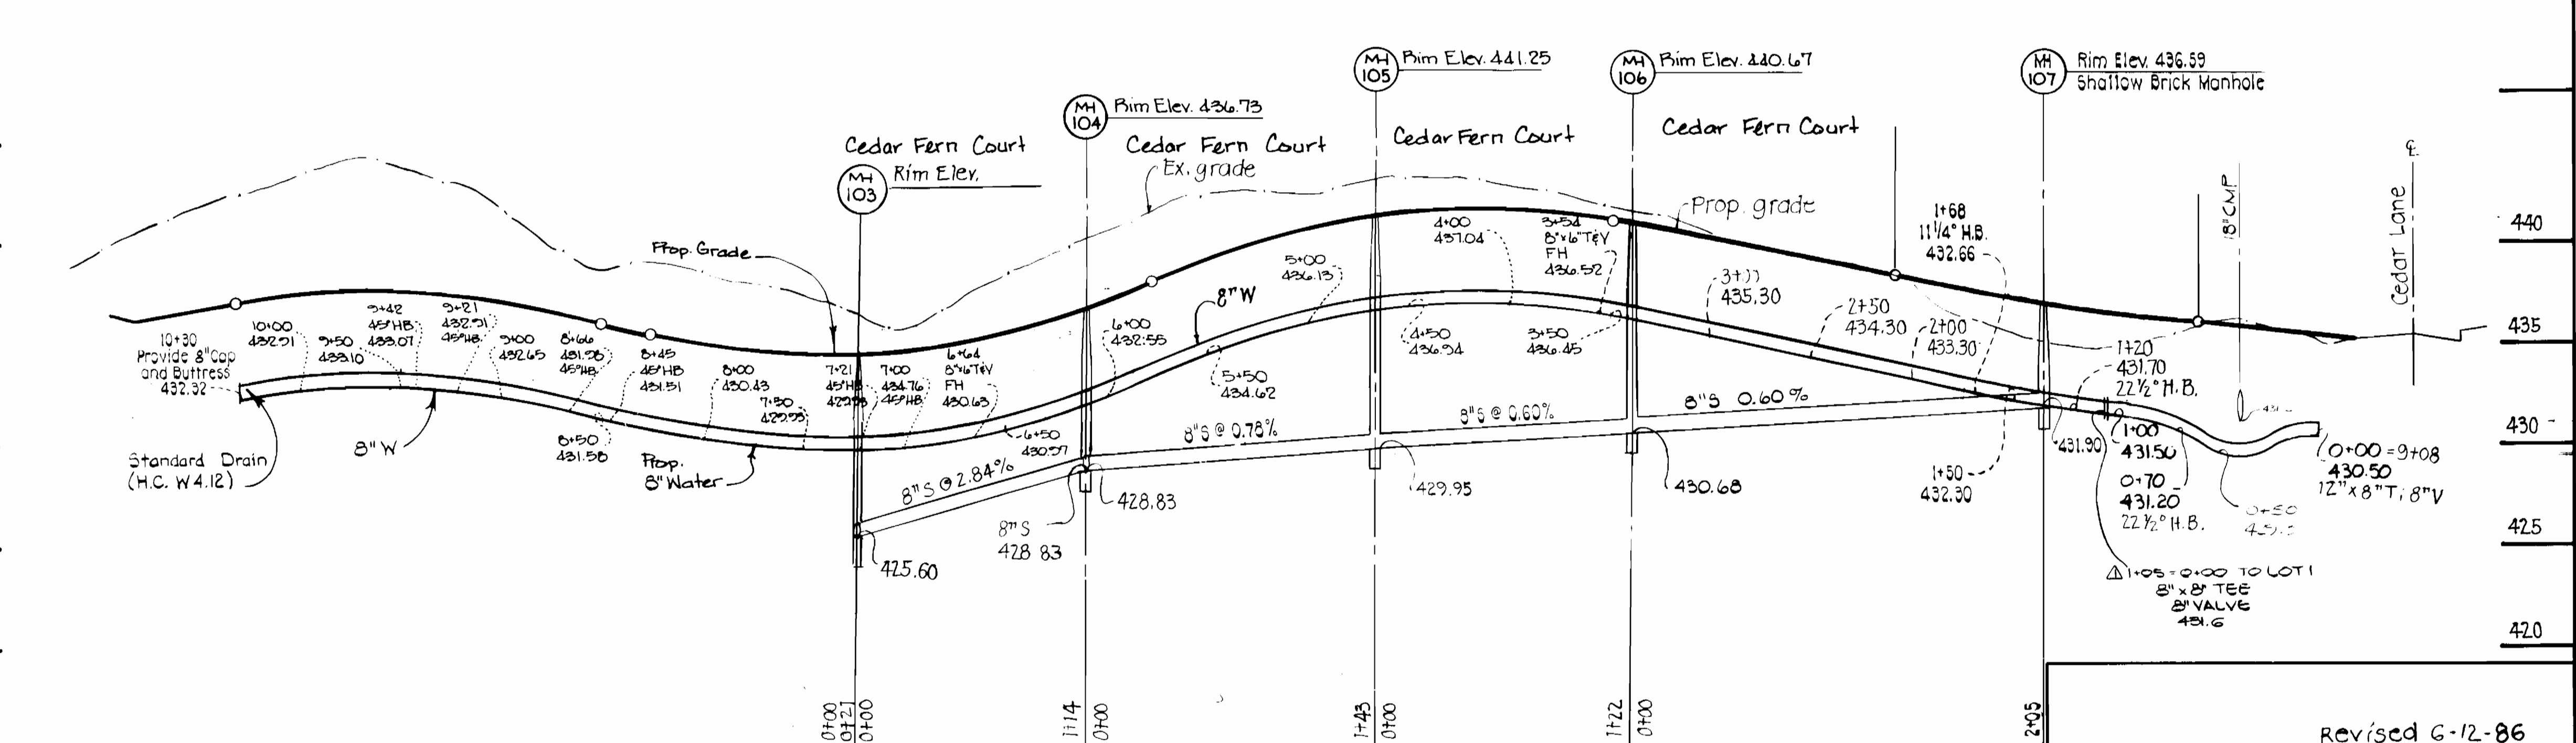 MH
103
Rim Elev.
Cedar Fern Court
MH
104
Rim Elev. 436.73
Cedar Fern Court
Ex. grade
MH
105
Rim Elev. 441.25
Cedar Fern Court
MH
106
Rim Elev. 440.67
Cedar Fern Court
MH
107
Rim Elev. 436.59
Shallow Brick Manhole
18" CMP
Cedar Lane
440
435
430
425
420
Prop. Grade
Prop. grade
10+30
Provide 8" Cap
and Buttress
432.32
10+00
432.91
9+50
433.10
9+42
45° HB
433.07
9+21
432.91
45° HB
9+00
432.65
8+66
431.98
45° HB
8+50
431.58
8+45
45° HB
431.51
8+00
430.43
7+50
429.93
7+21
45° HB
7+00
434.76
45° HB
6+64
8"x6" T&V
FH
430.63
6+50
430.97
6+00
432.55
5+50
434.62
5+00
436.13
4+50
436.94
4+00
437.04
3+54
8"x6" T&V
FH
436.52
3+50
436.45
435.30
2+50
434.30
2+00
433.30
1+68
11 1/4° H.B.
432.66
1+50
432.30
1+20
431.70
22 1/2° H.B.
431.90
1+00
431.50
0+70
431.20
22 1/2° H.B.
0+50
0+00 = 9+08
430.50
12" x 8" T; 8" V
1+05 = 0+00 TO LOT 1
8" x 8" TEE
8" VALVE
431.6
Standard Drain
(H.C. W 4.12)
8" W
Prop.
8" Water
8" W
8" S @ 2.84%
8" S @ 0.78%
8" S @ 0.60%
8" S 0.60%
425.60
8" S
428 83
428.83
429.95
430.68
0+00
0+21
0+00
1+14
0+00
1+43
0+00
1+22
0+00
2+05
Revised 6-12-86